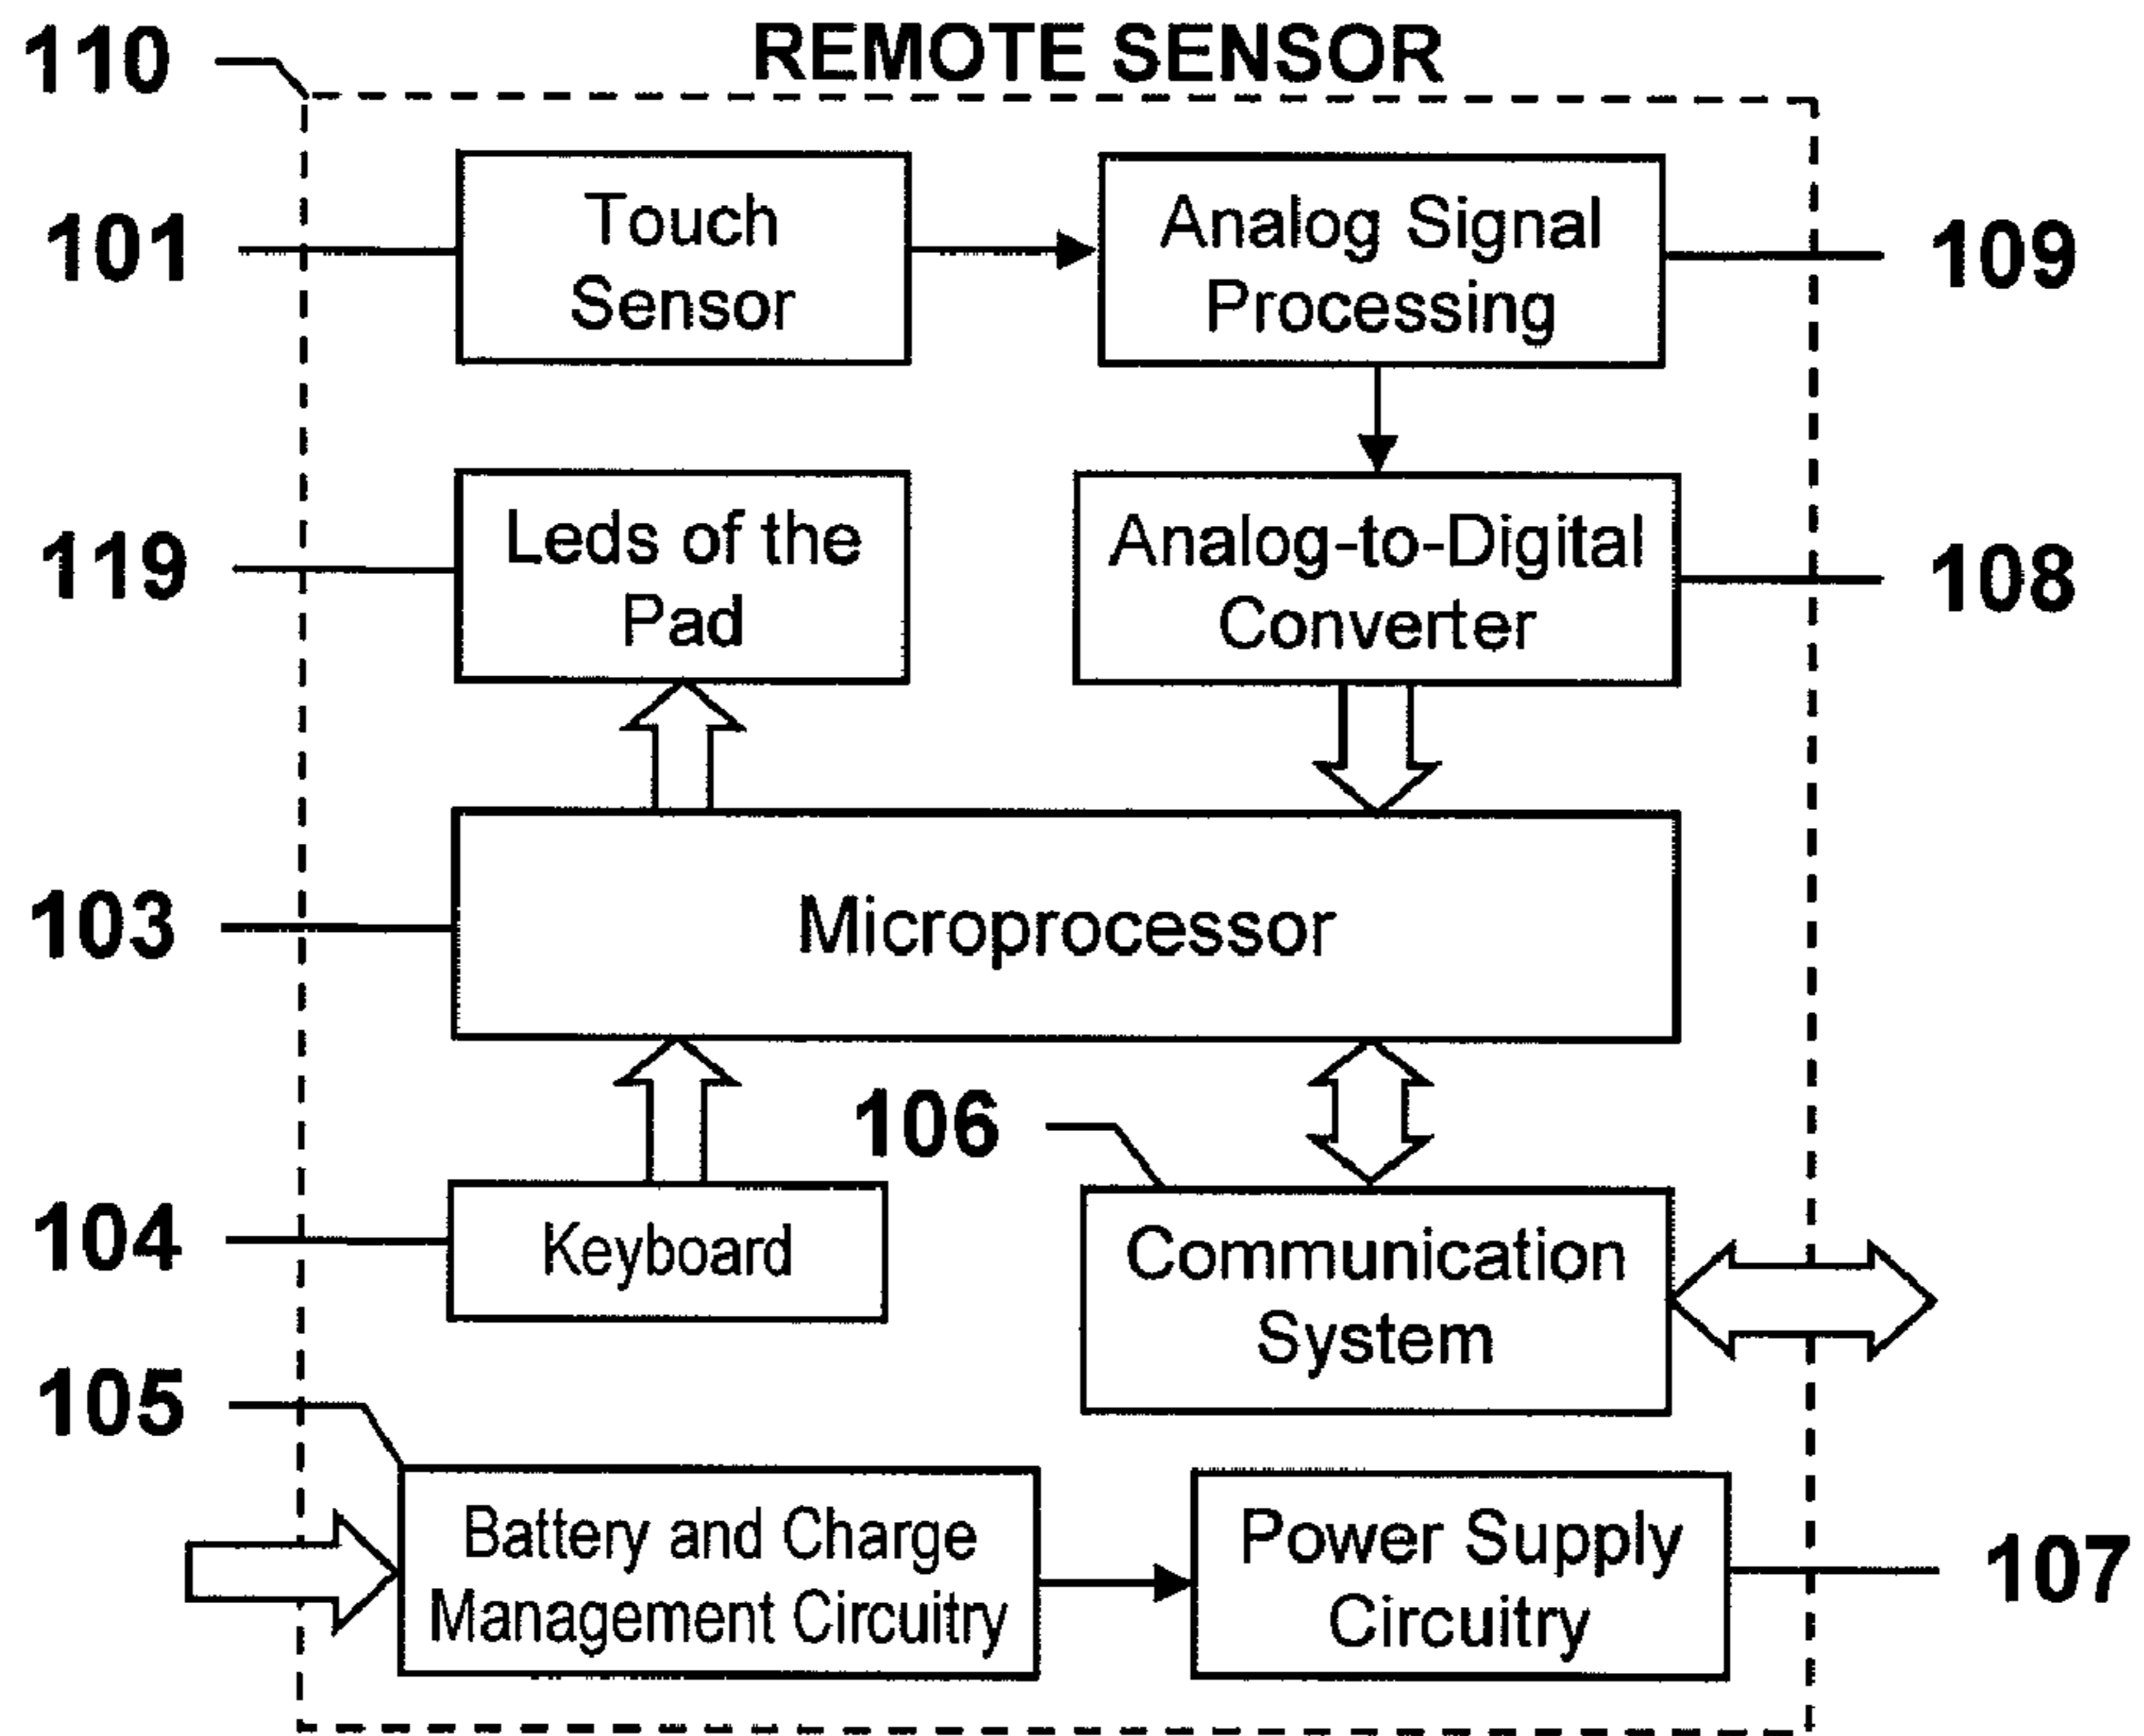 110
REMOTE SENSOR
101
Touch
Sensor
Analog Signal
Processing
109
119
Leds of the
Pad
Analog-to-Digital
Converter
108
103
Microprocessor
106
104
Keyboard
Communication
System
105
Battery and Charge
Management Circuitry
Power Supply
Circuitry
107